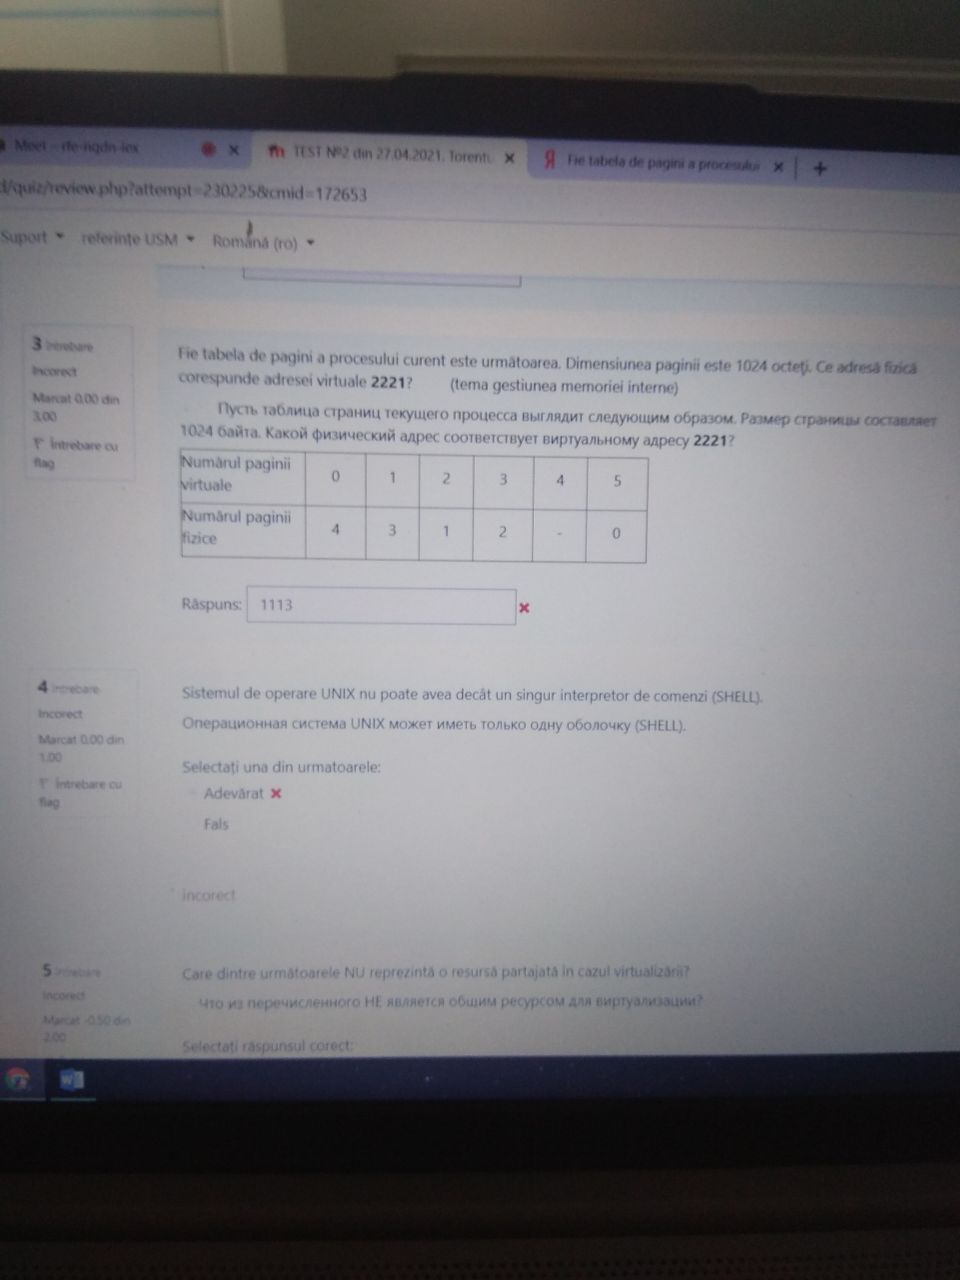 Meet – rfe-nqdn-iex
TEST №2 din 27.04.2021. Torentu
Fie tabela de pagini a procesului
d/quiz/review.php?attempt=230225&cmid=172653
Suport
referințe USM
Română (ro)
3 Întrebare
Incorect
Marcat 0,00 din
3,00
Întrebare cu
flag
Fie tabela de pagini a procesului curent este următoarea. Dimensiunea paginii este 1024 octeţi. Ce adresă fizică
corespunde adresei virtuale 2221? (tema gestiunea memoriei interne)
Пусть таблица страниц текущего процесса выглядит следующим образом. Размер страницы составляет
1024 байта. Какой физический адрес соответствует виртуальному адресу 2221?
Numărul paginii
virtuale
0 1 2 3 4 5
Numărul paginii
fizice
4 3 1 2 - 0
Răspuns: 1113
4 Întrebare
Incorect
Marcat 0,00 din
1,00
Întrebare cu
flag
Sistemul de operare UNIX nu poate avea decât un singur interpretor de comenzi (SHELL).
Операционная система UNIX может иметь только одну оболочку (SHELL).
Selectați una din urmatoarele:
Adevărat
Fals
incorect
5 Întrebare
Incorect
Marcat -0,50 din
2,00
Care dintre următoarele NU reprezintă o resursă partajată în cazul virtualizării?
Что из перечисленного НЕ является общим ресурсом для виртуализации?
Selectați răspunsul corect: